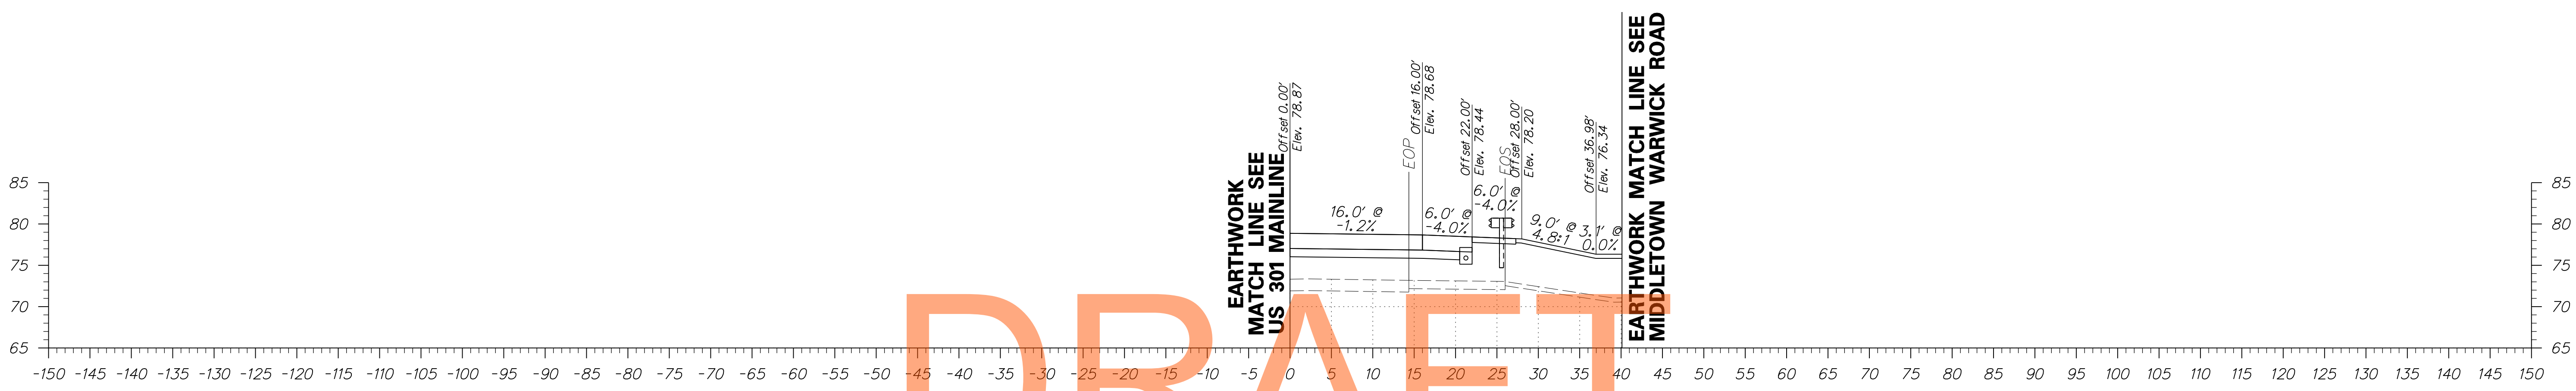 EARTHWORK
MATCH LINE SEE
US 301 MAINLINE
Offset 0.00'
Elev. 78.87
EOP
Offset 16.00'
Elev. 78.68
Offset 22.00'
Elev. 78.44
EOS
Offset 28.00'
Elev. 78.20
Offset 36.98'
Elev. 76.34
EARTHWORK MATCH LINE SEE
MIDDLETOWN WARWICK ROAD
16.0' @
-1.2%
6.0' @
-4.0%
6.0' @
-4.0%
9.0' @
4.8:1
3.1' @
0.0%
85
80
75
70
65
85
80
75
70
65
DRAFT
-150 -145 -140 -135 -130 -125 -120 -115 -110 -105 -100 -95 -90 -85 -80 -75 -70 -65 -60 -55 -50 -45 -40 -35 -30 -25 -20 -15 -10 -5 0 5 10 15 20 25 30 35 40 45 50 55 60 65 70 75 80 85 90 95 100 105 110 115 120 125 130 135 140 145 150